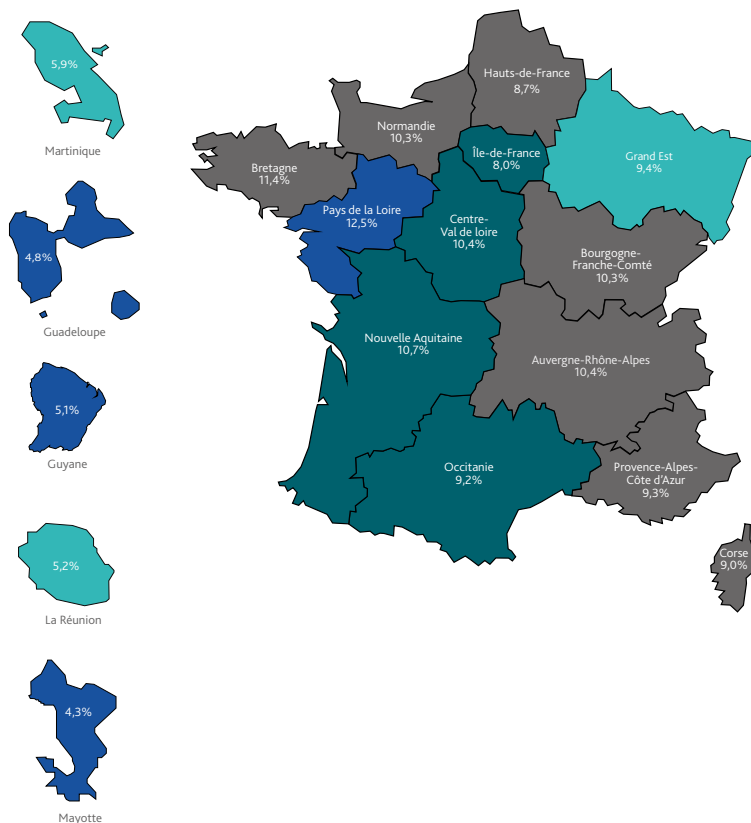 5,9%
Martinique
4,8%
Guadeloupe
5,1%
Guyane
5,2%
La Réunion
4,3%
Mayotte
Hauts-de-France
8,7%
Normandie
10,3%
Île-de-France
8,0%
Grand Est
9,4%
Bretagne
11,4%
Pays de la Loire
12,5%
Centre-
Val de loire
10,4%
Bourgogne-
Franche-Comté
10,3%
Nouvelle Aquitaine
10,7%
Auvergne-Rhône-Alpes
10,4%
Occitanie
9,2%
Provence-Alpes-
Côte d'Azur
9,3%
Corse
9,0%